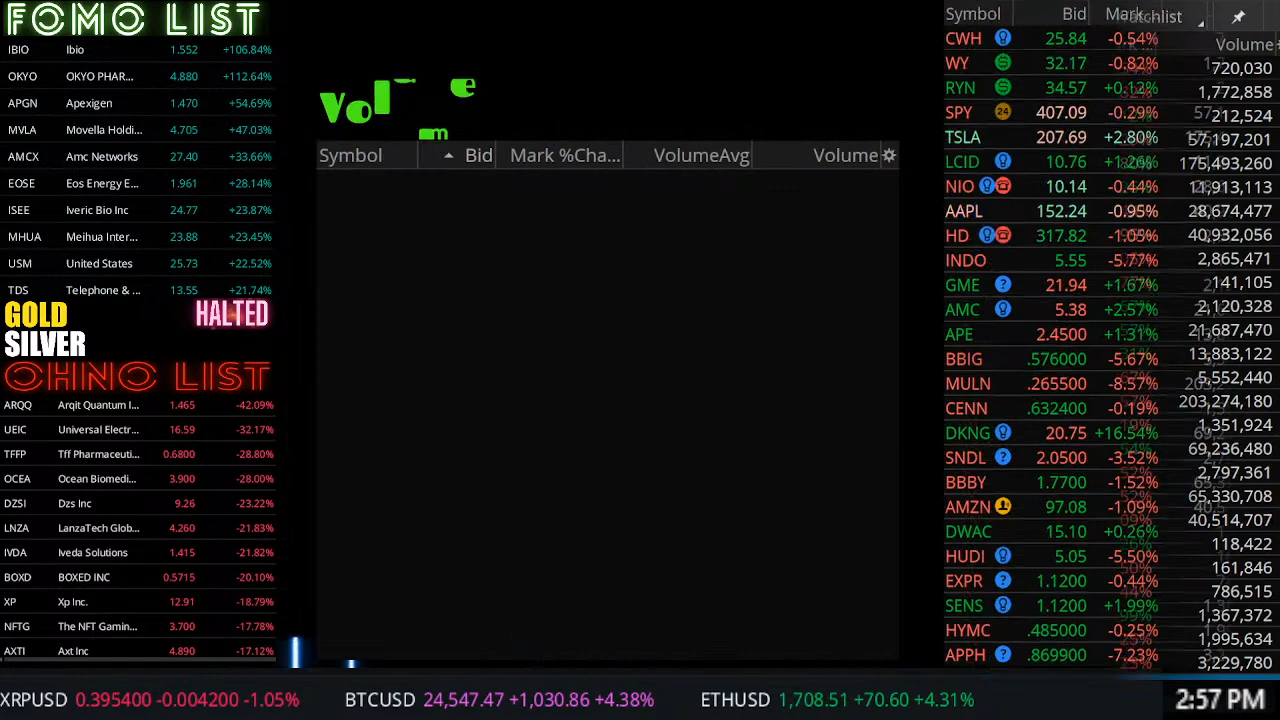 FOMO LIST
IBIO Ibio 1.552 +106.84%
OKYO OKYO PHAR... 4.880 +112.64%
APGN Apexigen 1.470 +54.69%
MVLA Movella Holdi... 4.705 +47.03%
AMCX Amc Networks 27.40 +33.66%
EOSE Eos Energy E... 1.961 +28.14%
ISEE Iveric Bio Inc 24.77 +23.87%
MHUA Meihua Inter... 23.88 +23.45%
USM United States 25.73 +22.52%
TDS Telephone & ... 13.55 +21.74%
GOLD HALTED
SILVER
OHNO LIST
ARQQ Arqit Quantum I... 1.465 -42.09%
UEIC Universal Electr... 16.59 -32.17%
TFFP Tff Pharmaceuti... 0.6800 -28.80%
OCEA Ocean Biomedi... 3.900 -28.00%
DZSI Dzs Inc 9.26 -23.22%
LNZA LanzaTech Glob... 4.260 -21.83%
IVDA Iveda Solutions 1.415 -21.82%
BOXD BOXED INC 0.5715 -20.10%
XP Xp Inc. 12.91 -18.79%
NFTG The NFT Gamin... 3.700 -17.78%
AXTI Axt Inc 4.890 -17.12%
Symbol Bid Mark %Cha... VolumeAvg Volume
Symbol Bid Mark
Volume
CWH 25.84 -0.54% 720,030
WY 32.17 -0.82% 1,772,858
RYN 34.57 +0.12% 212,524
SPY 24 407.09 -0.29% 57,197,201
TSLA 207.69 +2.80% 175,493,260
LCID 10.76 +1.26% 11,913,113
NIO 10.14 -0.44% 28,674,477
AAPL 152.24 -0.95% 40,932,056
HD 317.82 -1.05% 2,865,471
INDO 5.55 -5.77% 141,105
GME 21.94 +1.67% 2,120,328
AMC 5.38 +2.57% 21,687,470
APE 2.4500 +1.31% 13,883,122
BBIG .576000 -5.67% 5,552,440
MULN .265500 -8.57% 203,274,180
CENN .632400 -0.19% 1,351,924
DKNG 20.75 +16.54% 69,236,480
SNDL 2.0500 -3.52% 2,797,361
BBBY 1.7700 -1.52% 65,330,708
AMZN 97.08 -1.09% 40,514,707
DWAC 15.10 +0.26% 118,422
HUDI 5.05 -5.50% 161,846
EXPR 1.1200 -0.44% 786,515
SENS 1.1200 +1.99% 1,367,372
HYMC .485000 -0.25% 1,995,634
APPH .869900 -7.23% 3,229,780
XRPUSD 0.395400 -0.004200 -1.05% BTCUSD 24,547.47 +1,030.86 +4.38% ETHUSD 1,708.51 +70.60 +4.31% 2:57 PM